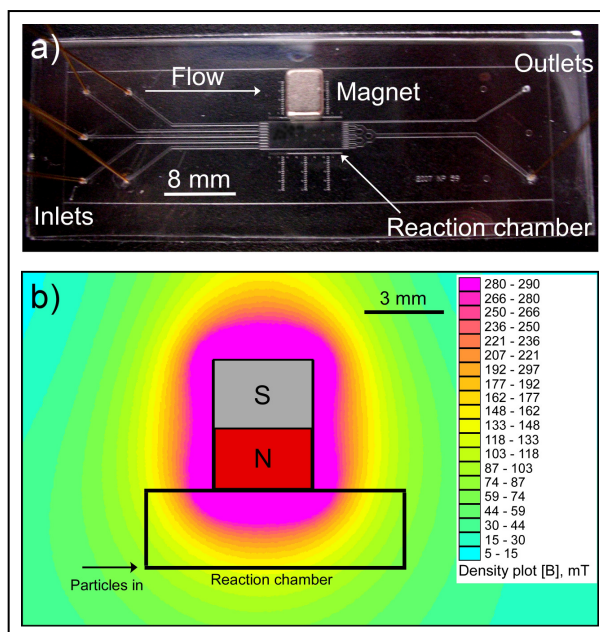 a)
Flow
Magnet
Outlets
8 mm
2007 NP 59
Inlets
Reaction chamber
b)
3 mm
S
N
Particles in
Reaction chamber
280 - 290
266 - 280
250 - 266
236 - 250
221 - 236
207 - 221
192 - 297
177 - 192
162 - 177
148 - 162
133 - 148
118 - 133
103 - 118
87 - 103
74 - 87
59 - 74
44 - 59
30 - 44
15 - 30
5 - 15
Density plot [B], mT